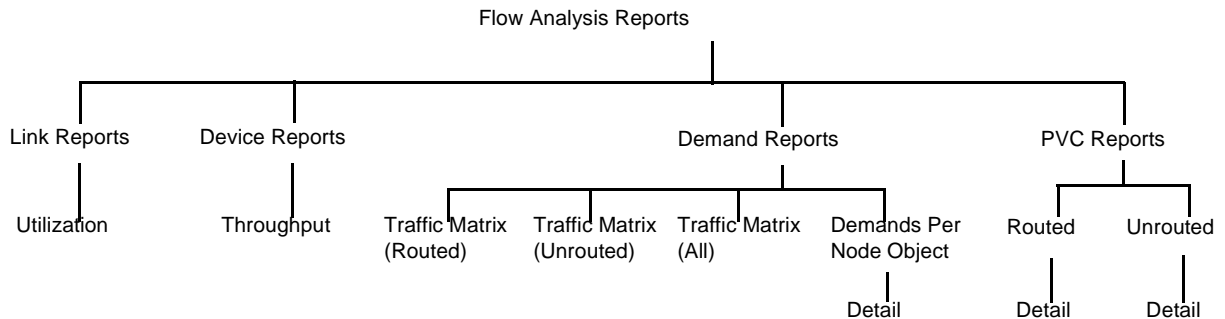 Flow Analysis Reports
Link Reports
Device Reports
Demand Reports
PVC Reports
Utilization
Throughput
Traffic Matrix
(Routed)
Traffic Matrix
(Unrouted)
Traffic Matrix
(All)
Demands Per
Node Object
Routed
Unrouted
Detail
Detail
Detail